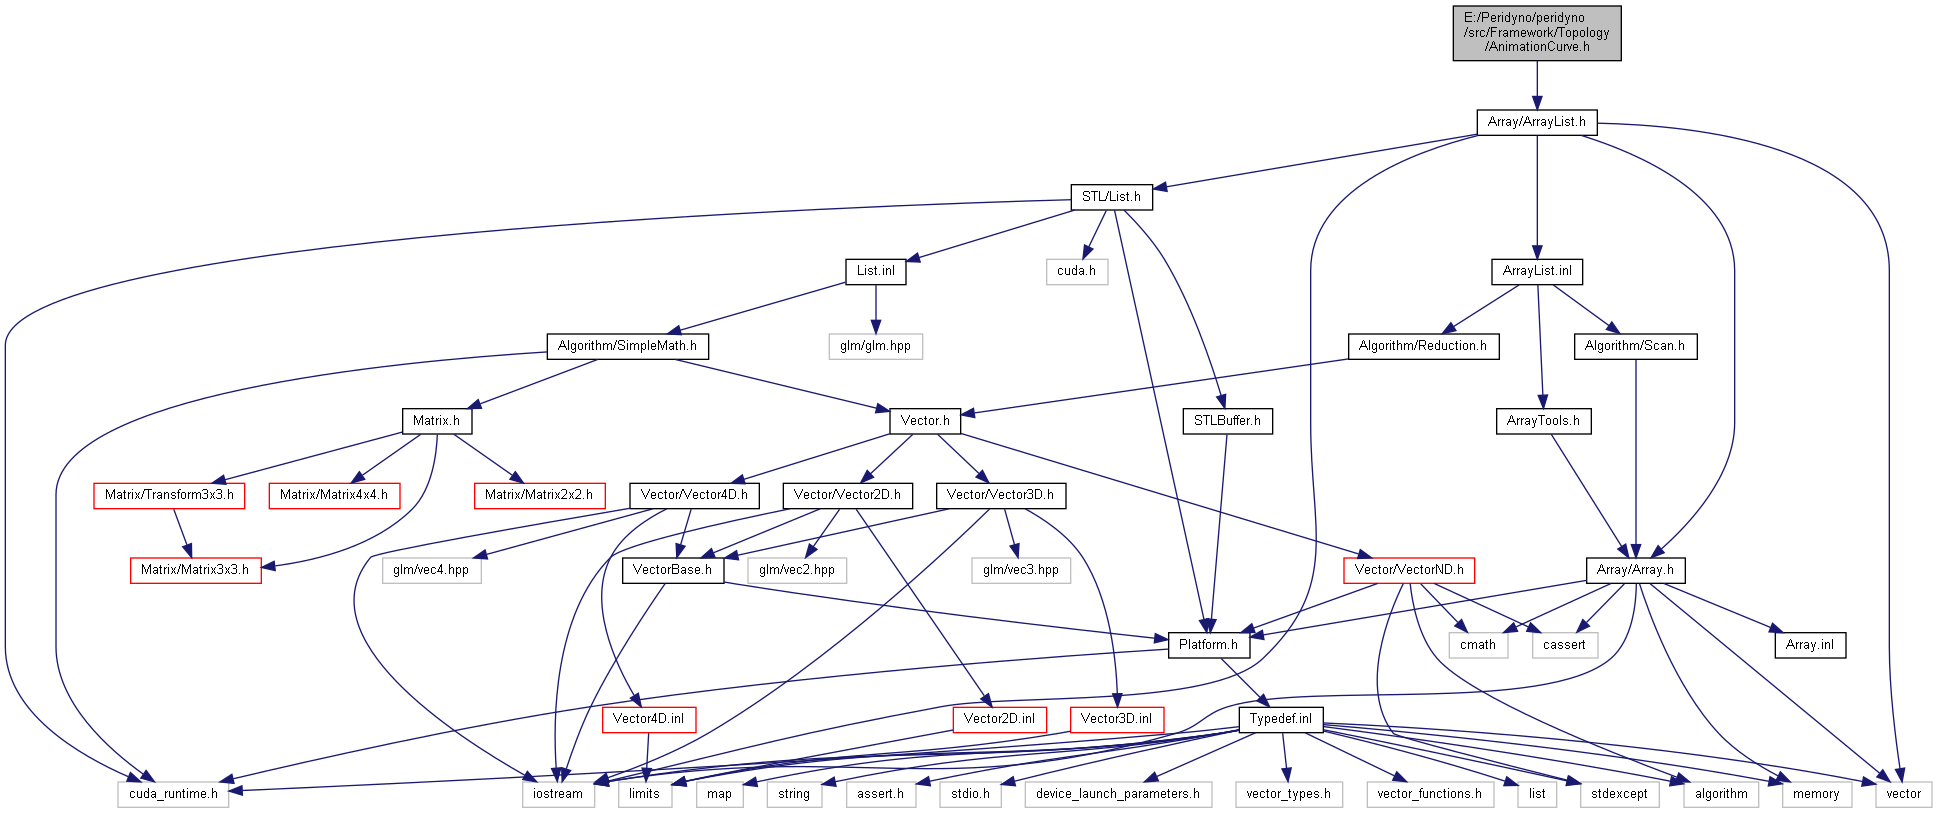 E:/Peridyno/peridyno
/src/Framework/Topology
/AnimationCurve.h
Array/ArrayList.h
STL/List.h
List.inl
cuda.h
ArrayList.inl
Algorithm/SimpleMath.h
glm/glm.hpp
Algorithm/Reduction.h
Algorithm/Scan.h
Matrix.h
Vector.h
STLBuffer.h
ArrayTools.h
Matrix/Transform3x3.h
Matrix/Matrix4x4.h
Matrix/Matrix2x2.h
Vector/Vector4D.h
Vector/Vector2D.h
Vector/Vector3D.h
Matrix/Matrix3x3.h
glm/vec4.hpp
VectorBase.h
glm/vec2.hpp
glm/vec3.hpp
Vector/VectorND.h
Array/Array.h
Platform.h
cmath
cassert
Array.inl
Vector4D.inl
Vector2D.inl
Vector3D.inl
Typedef.inl
cuda_runtime.h
iostream
limits
map
string
assert.h
stdio.h
device_launch_parameters.h
vector_types.h
vector_functions.h
list
stdexcept
algorithm
memory
vector